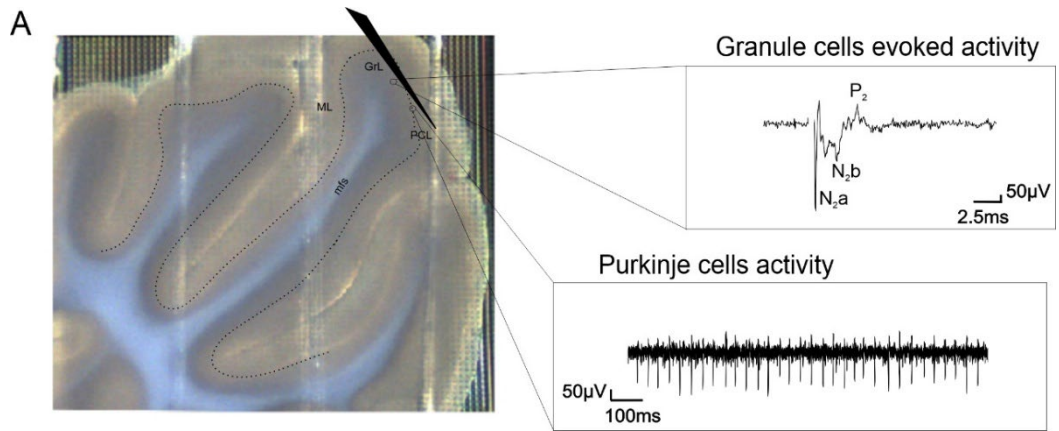 A
Granule cells evoked activity
GrL
ML
PCL
mfs
P₂
N₂b
N₂a
50µV
2.5ms
Purkinje cells activity
50µV
100ms